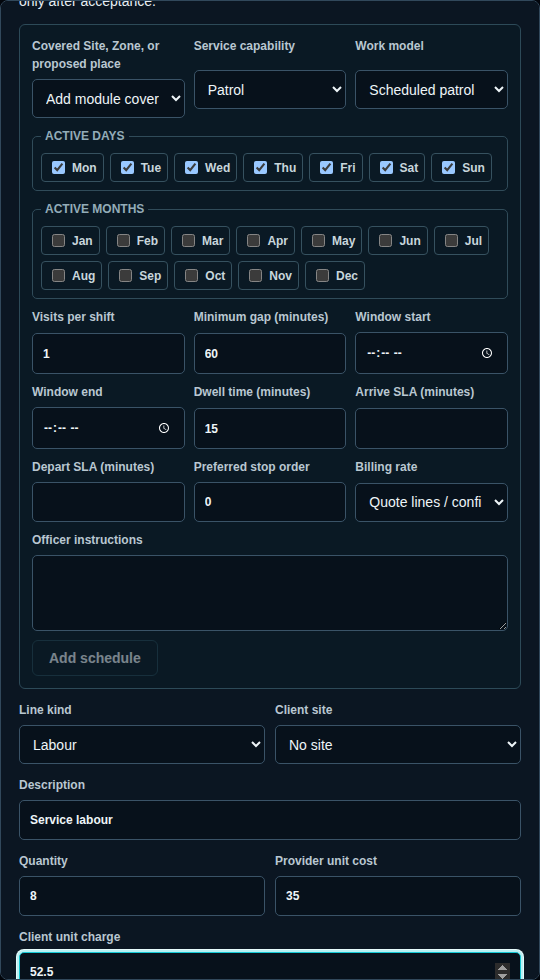 only after acceptance.
Covered Site, Zone, or
proposed place
Service capability
Work model
Add module cover
Patrol
Scheduled patrol
ACTIVE DAYS
Mon Tue Wed Thu Fri Sat Sun
ACTIVE MONTHS
Jan Feb Mar Apr May Jun Jul
Aug Sep Oct Nov Dec
Visits per shift Minimum gap (minutes) Window start
1 60 --:-- --
Window end Dwell time (minutes) Arrive SLA (minutes)
--:-- -- 15
Depart SLA (minutes) Preferred stop order Billing rate
0 Quote lines / confi
Officer instructions
Add schedule
Line kind Client site
Labour No site
Description
Service labour
Quantity Provider unit cost
8 35
Client unit charge
52.5